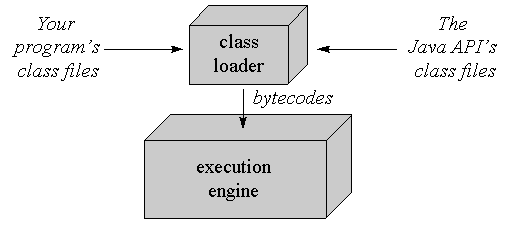 Your
program's
class files
class
loader
The
Java API's
class files
bytecodes
execution
engine